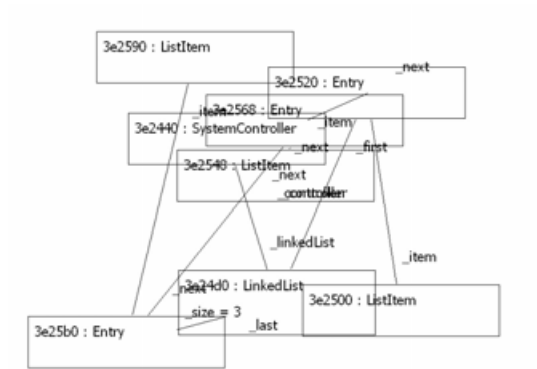 3e2590 : ListItem
_next
3e2520 : Entry
_item
3e2568 : Entry
_item
3e2440 : SystemController
_next
_first
3e2548 : ListItem
_next
_controller
_linkedList
_item
3e24d0 : LinkedList
_next
3e2500 : ListItem
_size = 3
_last
3e25b0 : Entry